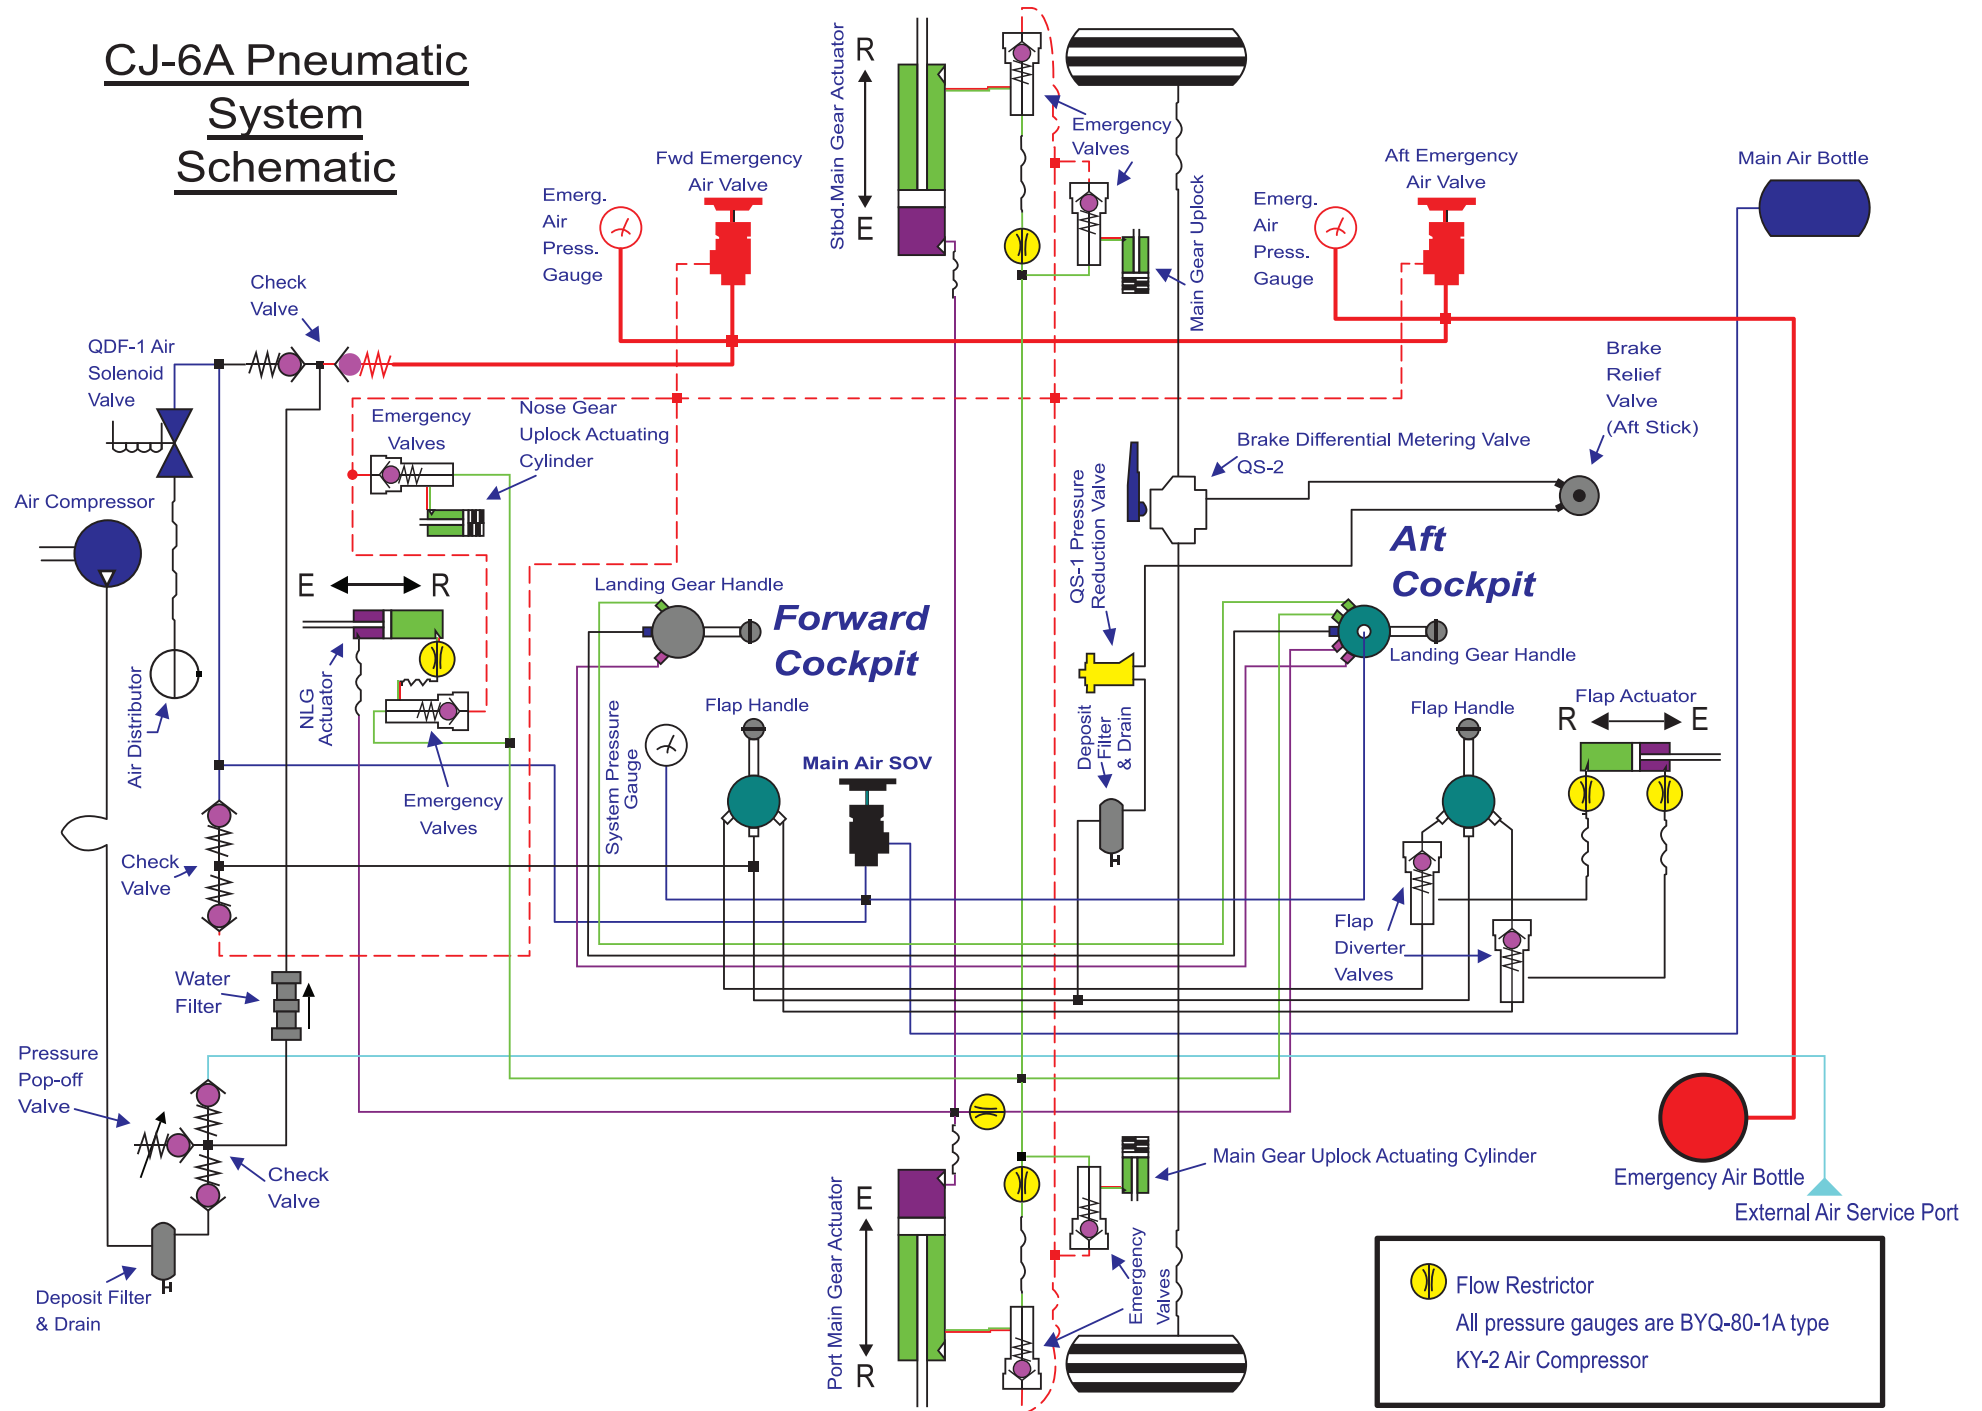 CJ-6A Pneumatic
System
Schematic
Stbd.Main Gear Actuator
R
E
Emergency
Valves
Main Gear Uplock
Fwd Emergency
Air Valve
Emerg.
Air
Press.
Gauge
Aft Emergency
Air Valve
Emerg.
Air
Press.
Gauge
Main Air Bottle
Check
Valve
QDF-1 Air
Solenoid
Valve
Emergency
Valves
Nose Gear
Uplock Actuating
Cylinder
Brake
Relief
Valve
(Aft Stick)
Brake Differential Metering Valve
QS-2
QS-1 Pressure
Reduction Valve
Air Compressor
E
R
Landing Gear Handle
Forward
Cockpit
Aft
Cockpit
Landing Gear Handle
NLG
Actuator
Air Distributor
Flap Handle
System Pressure
Gauge
Main Air SOV
Deposit
Filter
& Drain
Flap Handle
Flap Actuator
R
E
Emergency
Valves
Check
Valve
Flap
Diverter
Valves
Water
Filter
Pressure
Pop-off
Valve
Check
Valve
Deposit Filter
& Drain
Port Main Gear Actuator
E
R
Main Gear Uplock Actuating Cylinder
Emergency
Valves
Emergency Air Bottle
External Air Service Port
Flow Restrictor
All pressure gauges are BYQ-80-1A type
KY-2 Air Compressor